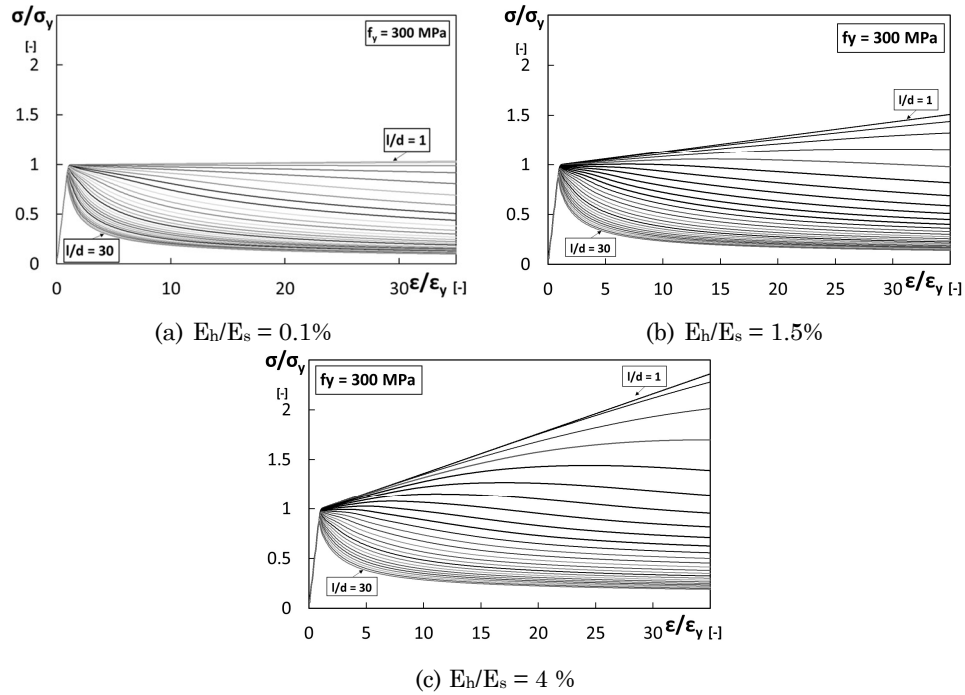 σ/σy
[-]
fy = 300 MPa
2
1.5
l/d = 1
1
0.5
l/d = 30
0
0 10 20 30 ε/εy [-]
(a) Eh/Es = 0.1%
σ/σy
[-]
fy = 300 MPa
2
l/d = 1
1.5
1
0.5
l/d = 30
0
0 5 10 15 20 25 30 ε/εy [-]
(b) Eh/Es = 1.5%
σ/σy
[-]
fy = 300 MPa
l/d = 1
2
1.5
1
0.5
l/d = 30
0
0 5 10 15 20 25 30 ε/εy [-]
(c) Eh/Es = 4 %